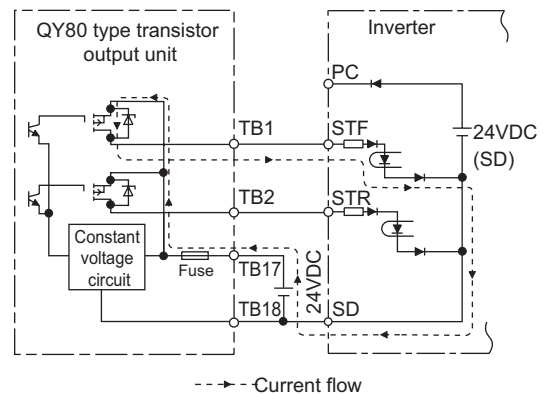 QY80 type transistor
output unit
Inverter
PC
TB1
STF
24VDC
(SD)
TB2
STR
Constant
voltage
circuit
Fuse
TB17
24VDC
TB18
SD
Current flow